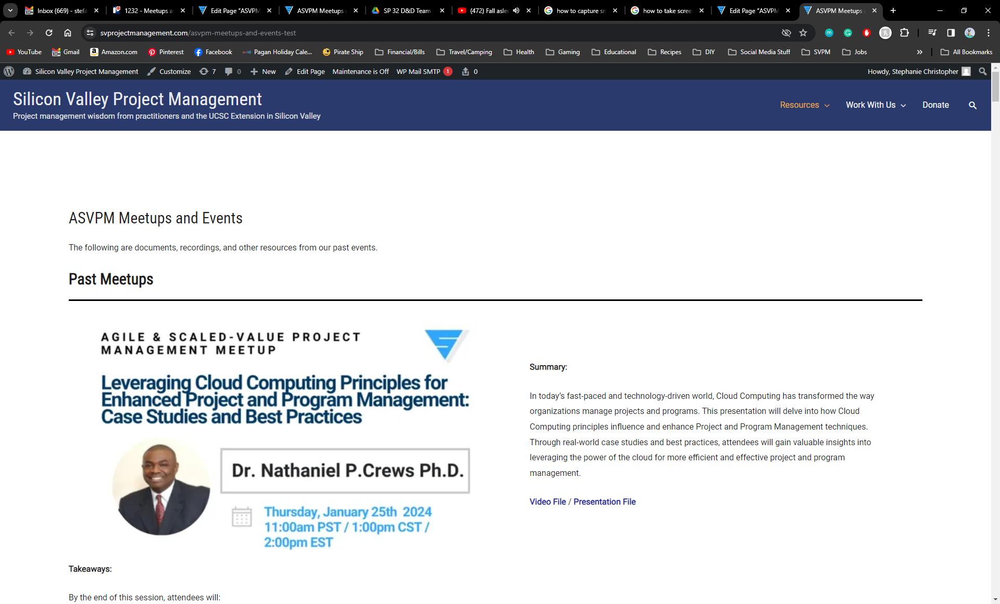 Inbox (669) - stefa
1232 - Meetups a
Edit Page “ASVPM
ASVPM Meetups
SP 32 D&D Team
(472) Fall aslee
how to capture sn
how to take scree
Edit Page “ASVPM
ASVPM Meetups
svprojectmanagement.com/asvpm-meetups-and-events-test
YouTube
Gmail
Amazon.com
Pinterest
Facebook
Pagan Holiday Cale...
Pirate Ship
Financial/Bills
Travel/Camping
Health
Gaming
Educational
Recipes
DIY
Social Media Stuff
SVPM
Jobs
»
All Bookmarks
Silicon Valley Project Management
Customize
7
0
New
Edit Page
Maintenance is Off
WP Mail SMTP 1
0
Howdy, Stephanie Christopher
Silicon Valley Project Management
Project management wisdom from practitioners and the UCSC Extension in Silicon Valley
Resources
Work With Us
Donate
ASVPM Meetups and Events
The following are documents, recordings, and other resources from our past events.
Past Meetups
AGILE & SCALED-VALUE PROJECT
MANAGEMENT MEETUP
Leveraging Cloud Computing Principles for
Enhanced Project and Program Management:
Case Studies and Best Practices
Dr. Nathaniel P.Crews Ph.D.
Thursday, January 25th 2024
11:00am PST / 1:00pm CST /
2:00pm EST
Summary:
In today’s fast-paced and technology-driven world, Cloud Computing has transformed the way
organizations manage projects and programs. This presentation will delve into how Cloud
Computing principles influence and enhance Project and Program Management techniques.
Through real-world case studies and best practices, attendees will gain valuable insights into
leveraging the power of the cloud for more efficient and effective project and program
management.
Video File / Presentation File
Takeaways:
By the end of this session, attendees will: